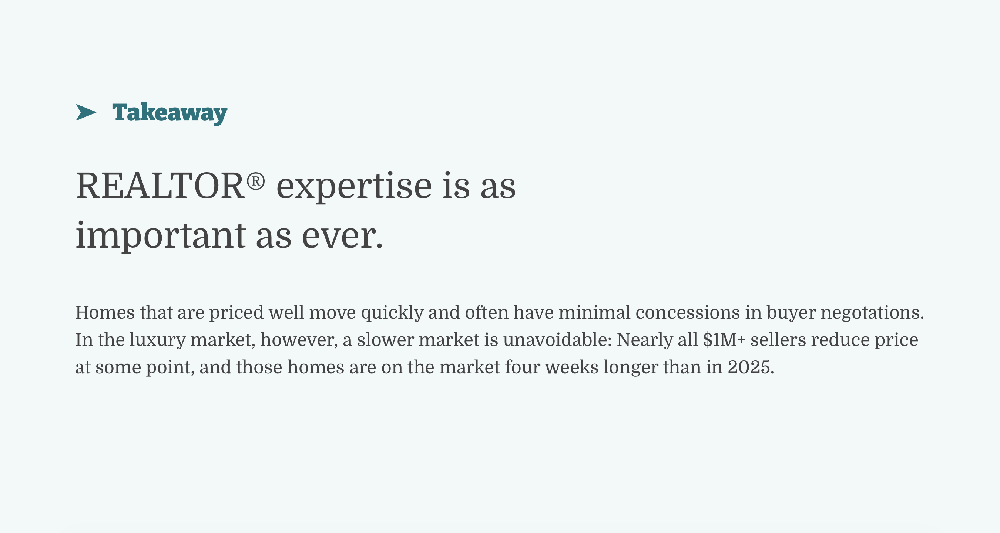 Takeaway
REALTOR® expertise is as
important as ever.
Homes that are priced well move quickly and often have minimal concessions in buyer negotations.
In the luxury market, however, a slower market is unavoidable: Nearly all $1M+ sellers reduce price
at some point, and those homes are on the market four weeks longer than in 2025.